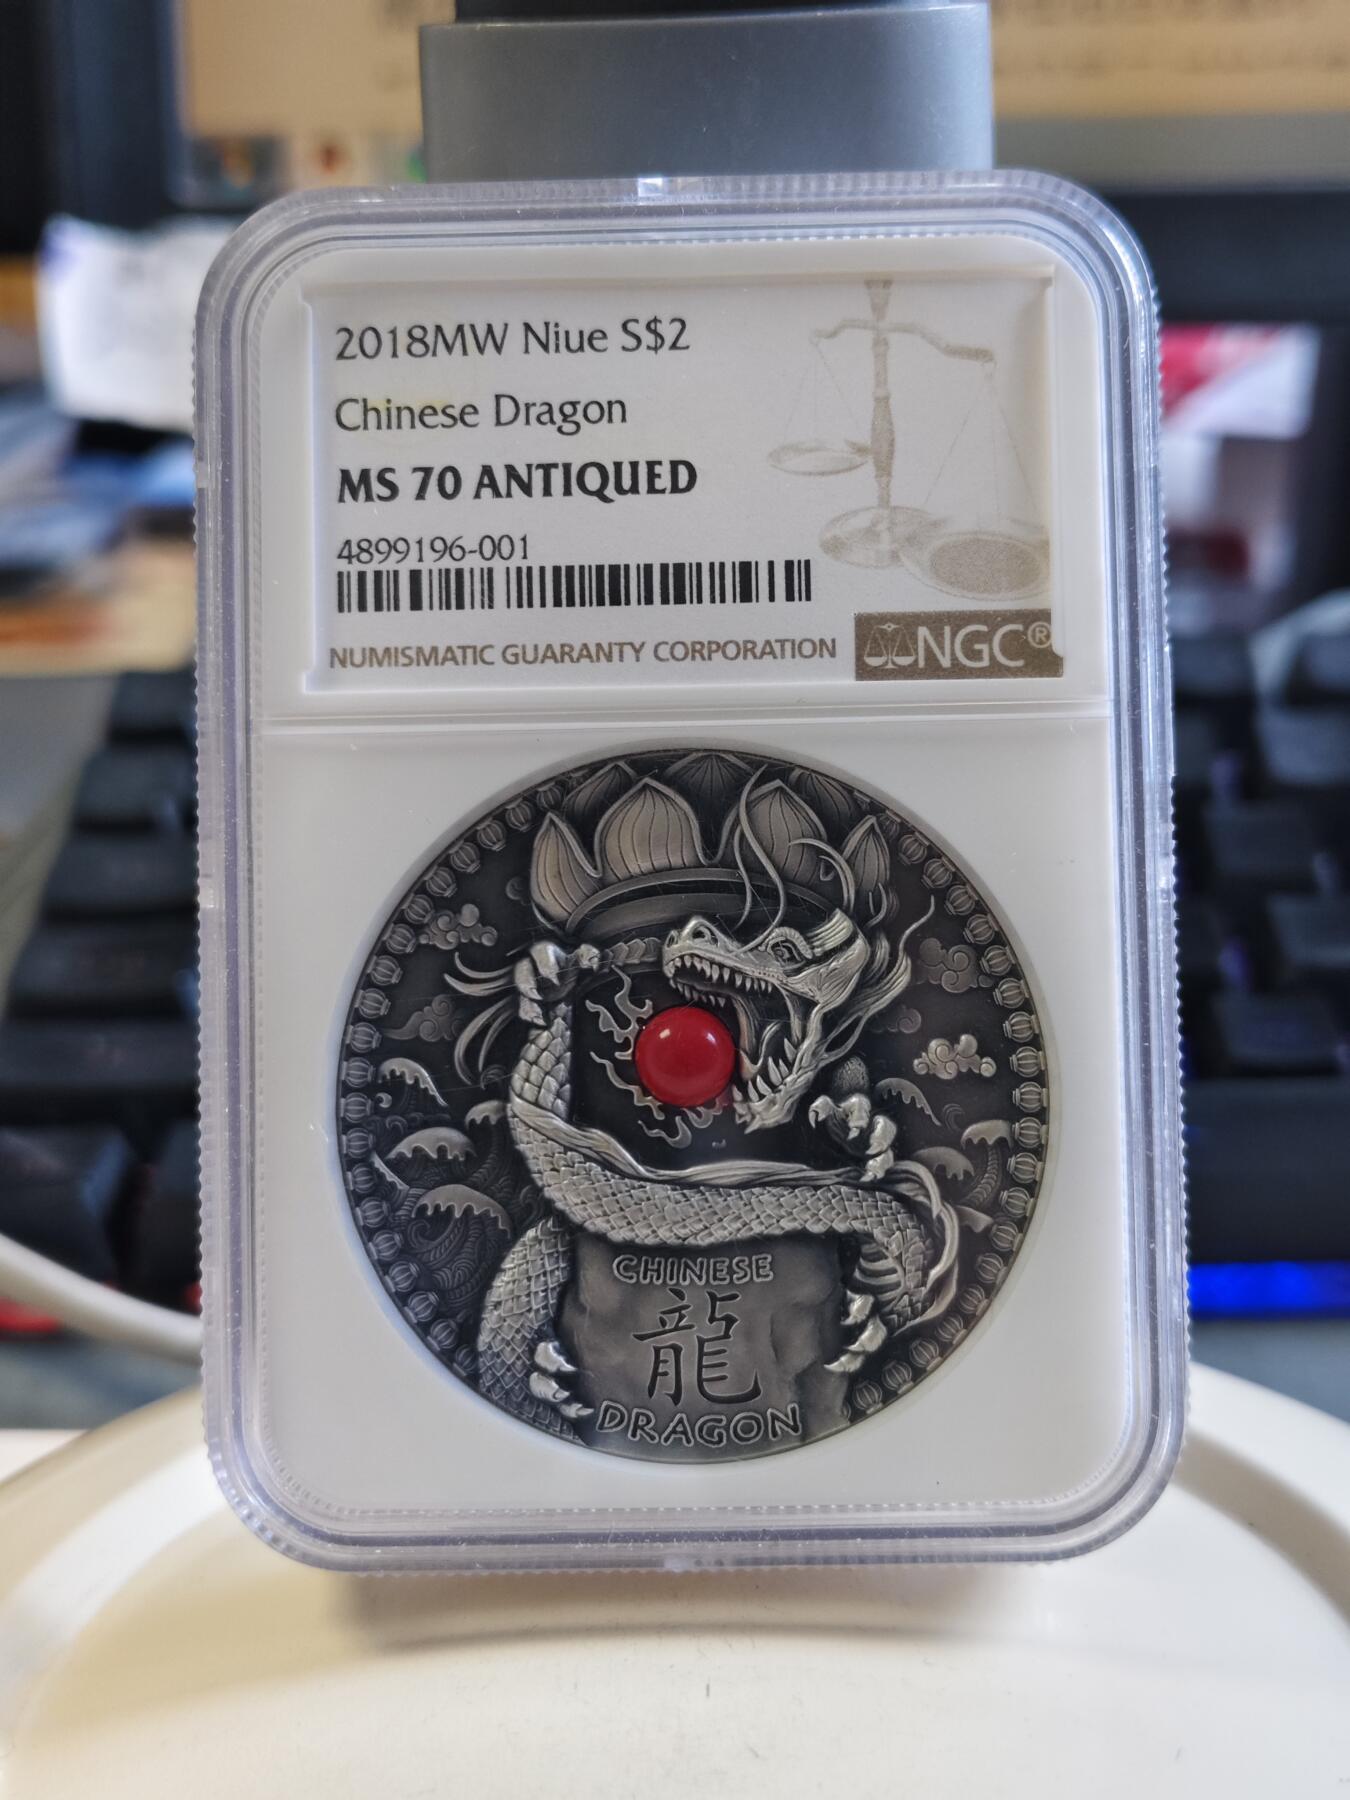 2018MW Niue S$2
Chinese Dragon
MS 70 ANTIQUED
4899196-001
NUMISMATIC GUARANTY CORPORATION NGC®
CHINESE
龍
DRAGON